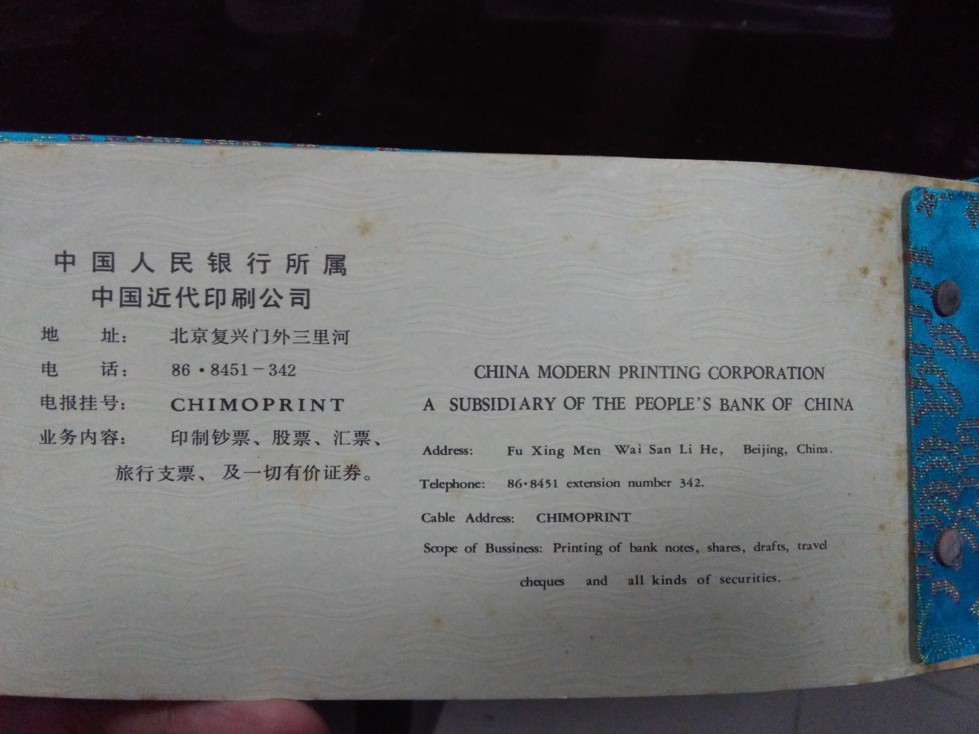 中国人民银行所属
中国近代印刷公司
地 址: 北京复兴门外三里河
电 话: 86·8451-342
电报挂号: CHIMOPRINT
业务内容: 印制钞票、股票、汇票、
旅行支票、及一切有价证券。
CHINA MODERN PRINTING CORPORATION
A SUBSIDIARY OF THE PEOPLE'S BANK OF CHINA
Address: Fu Xing Men Wai San Li He, Beijing, China.
Telephone: 86·8451 extension number 342.
Cable Address: CHIMOPRINT
Scope of Bussiness: Printing of bank notes, shares, drafts, travel
cheques and all kinds of securities.